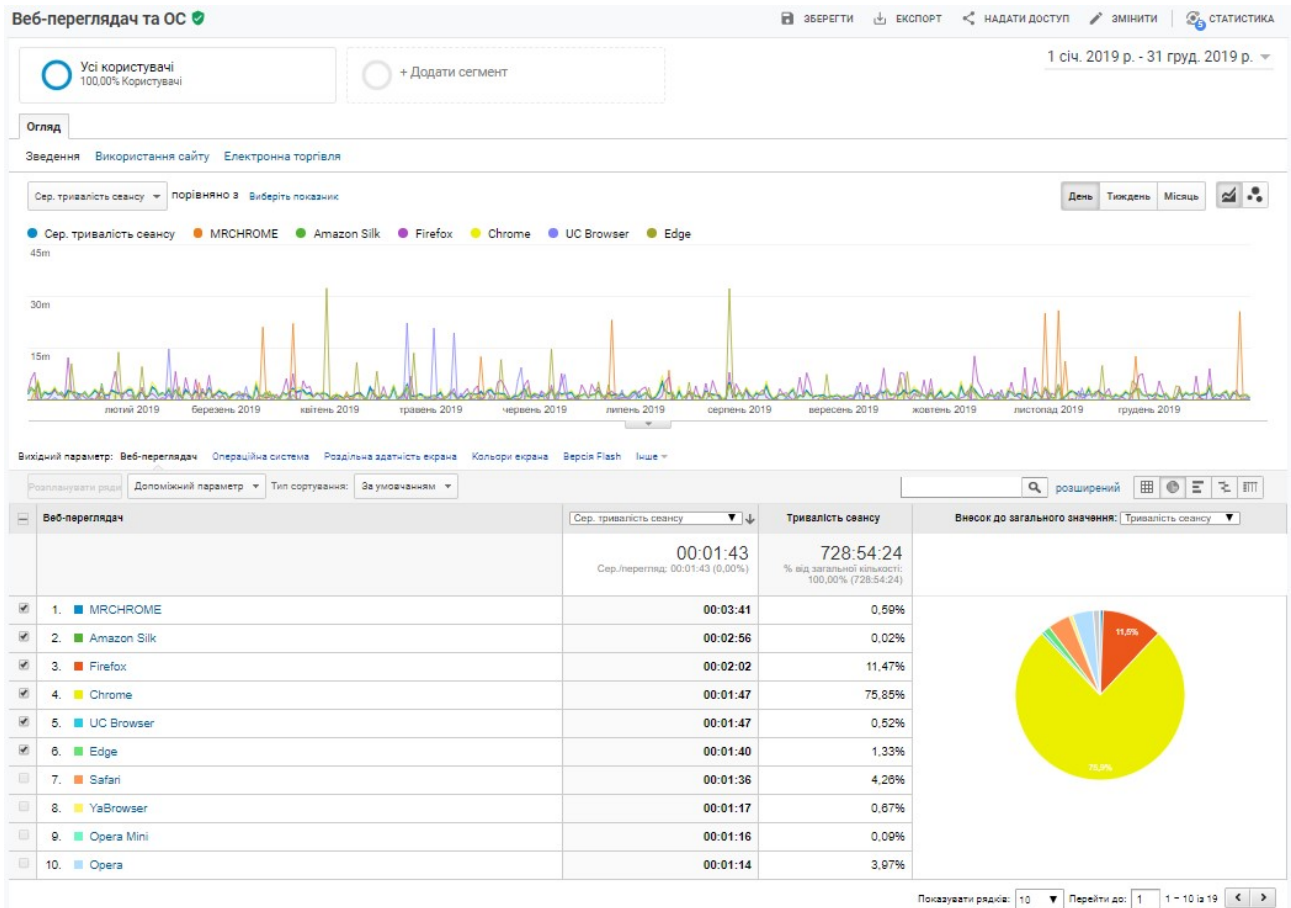 Веб-переглядач та ОС
ЗБЕРЕГТИ ЕКСПОРТ НАДАТИ ДОСТУП ЗМІНИТИ 5 СТАТИСТИКА
Усі користувачі
100,00% Користувачі
+ Додати сегмент
1 січ. 2019 р. - 31 груд. 2019 р.
Огляд
Зведення Використання сайту Електронна торгівля
Сер. тривалість сеансу порівняно з Виберіть показник
День Тиждень Місяць
Сер. тривалість сеансу MRCHROME Amazon Silk Firefox Chrome UC Browser Edge
45m
30m
15m
лютий 2019 березень 2019 квітень 2019 травень 2019 червень 2019 липень 2019 серпень 2019 вересень 2019 жовтень 2019 листопад 2019 грудень 2019
Вихідний параметр: Веб-переглядач Операційна система Роздільна здатність екрана Кольори екрана Версія Flash Інше
Розпланувати ряди Допоміжний параметр Тип сортування: За умовчанням розширений
Веб-переглядач Сер. тривалість сеансу Тривалість сеансу Внесок до загального значення: Тривалість сеансу
00:01:43 728:54:24
Сер./перегляд: 00:01:43 (0,00%) % від загальної кількості:
100,00% (728:54:24)
1. MRCHROME 00:03:41 0,59%
2. Amazon Silk 00:02:56 0,02%
3. Firefox 00:02:02 11,47%
4. Chrome 00:01:47 75,85%
5. UC Browser 00:01:47 0,52%
6. Edge 00:01:40 1,33%
7. Safari 00:01:36 4,26%
8. YaBrowser 00:01:17 0,67%
9. Opera Mini 00:01:16 0,09%
10. Opera 00:01:14 3,97%
75,9%
Показувати рядків: 10 Перейти до: 1 1 – 10 із 19